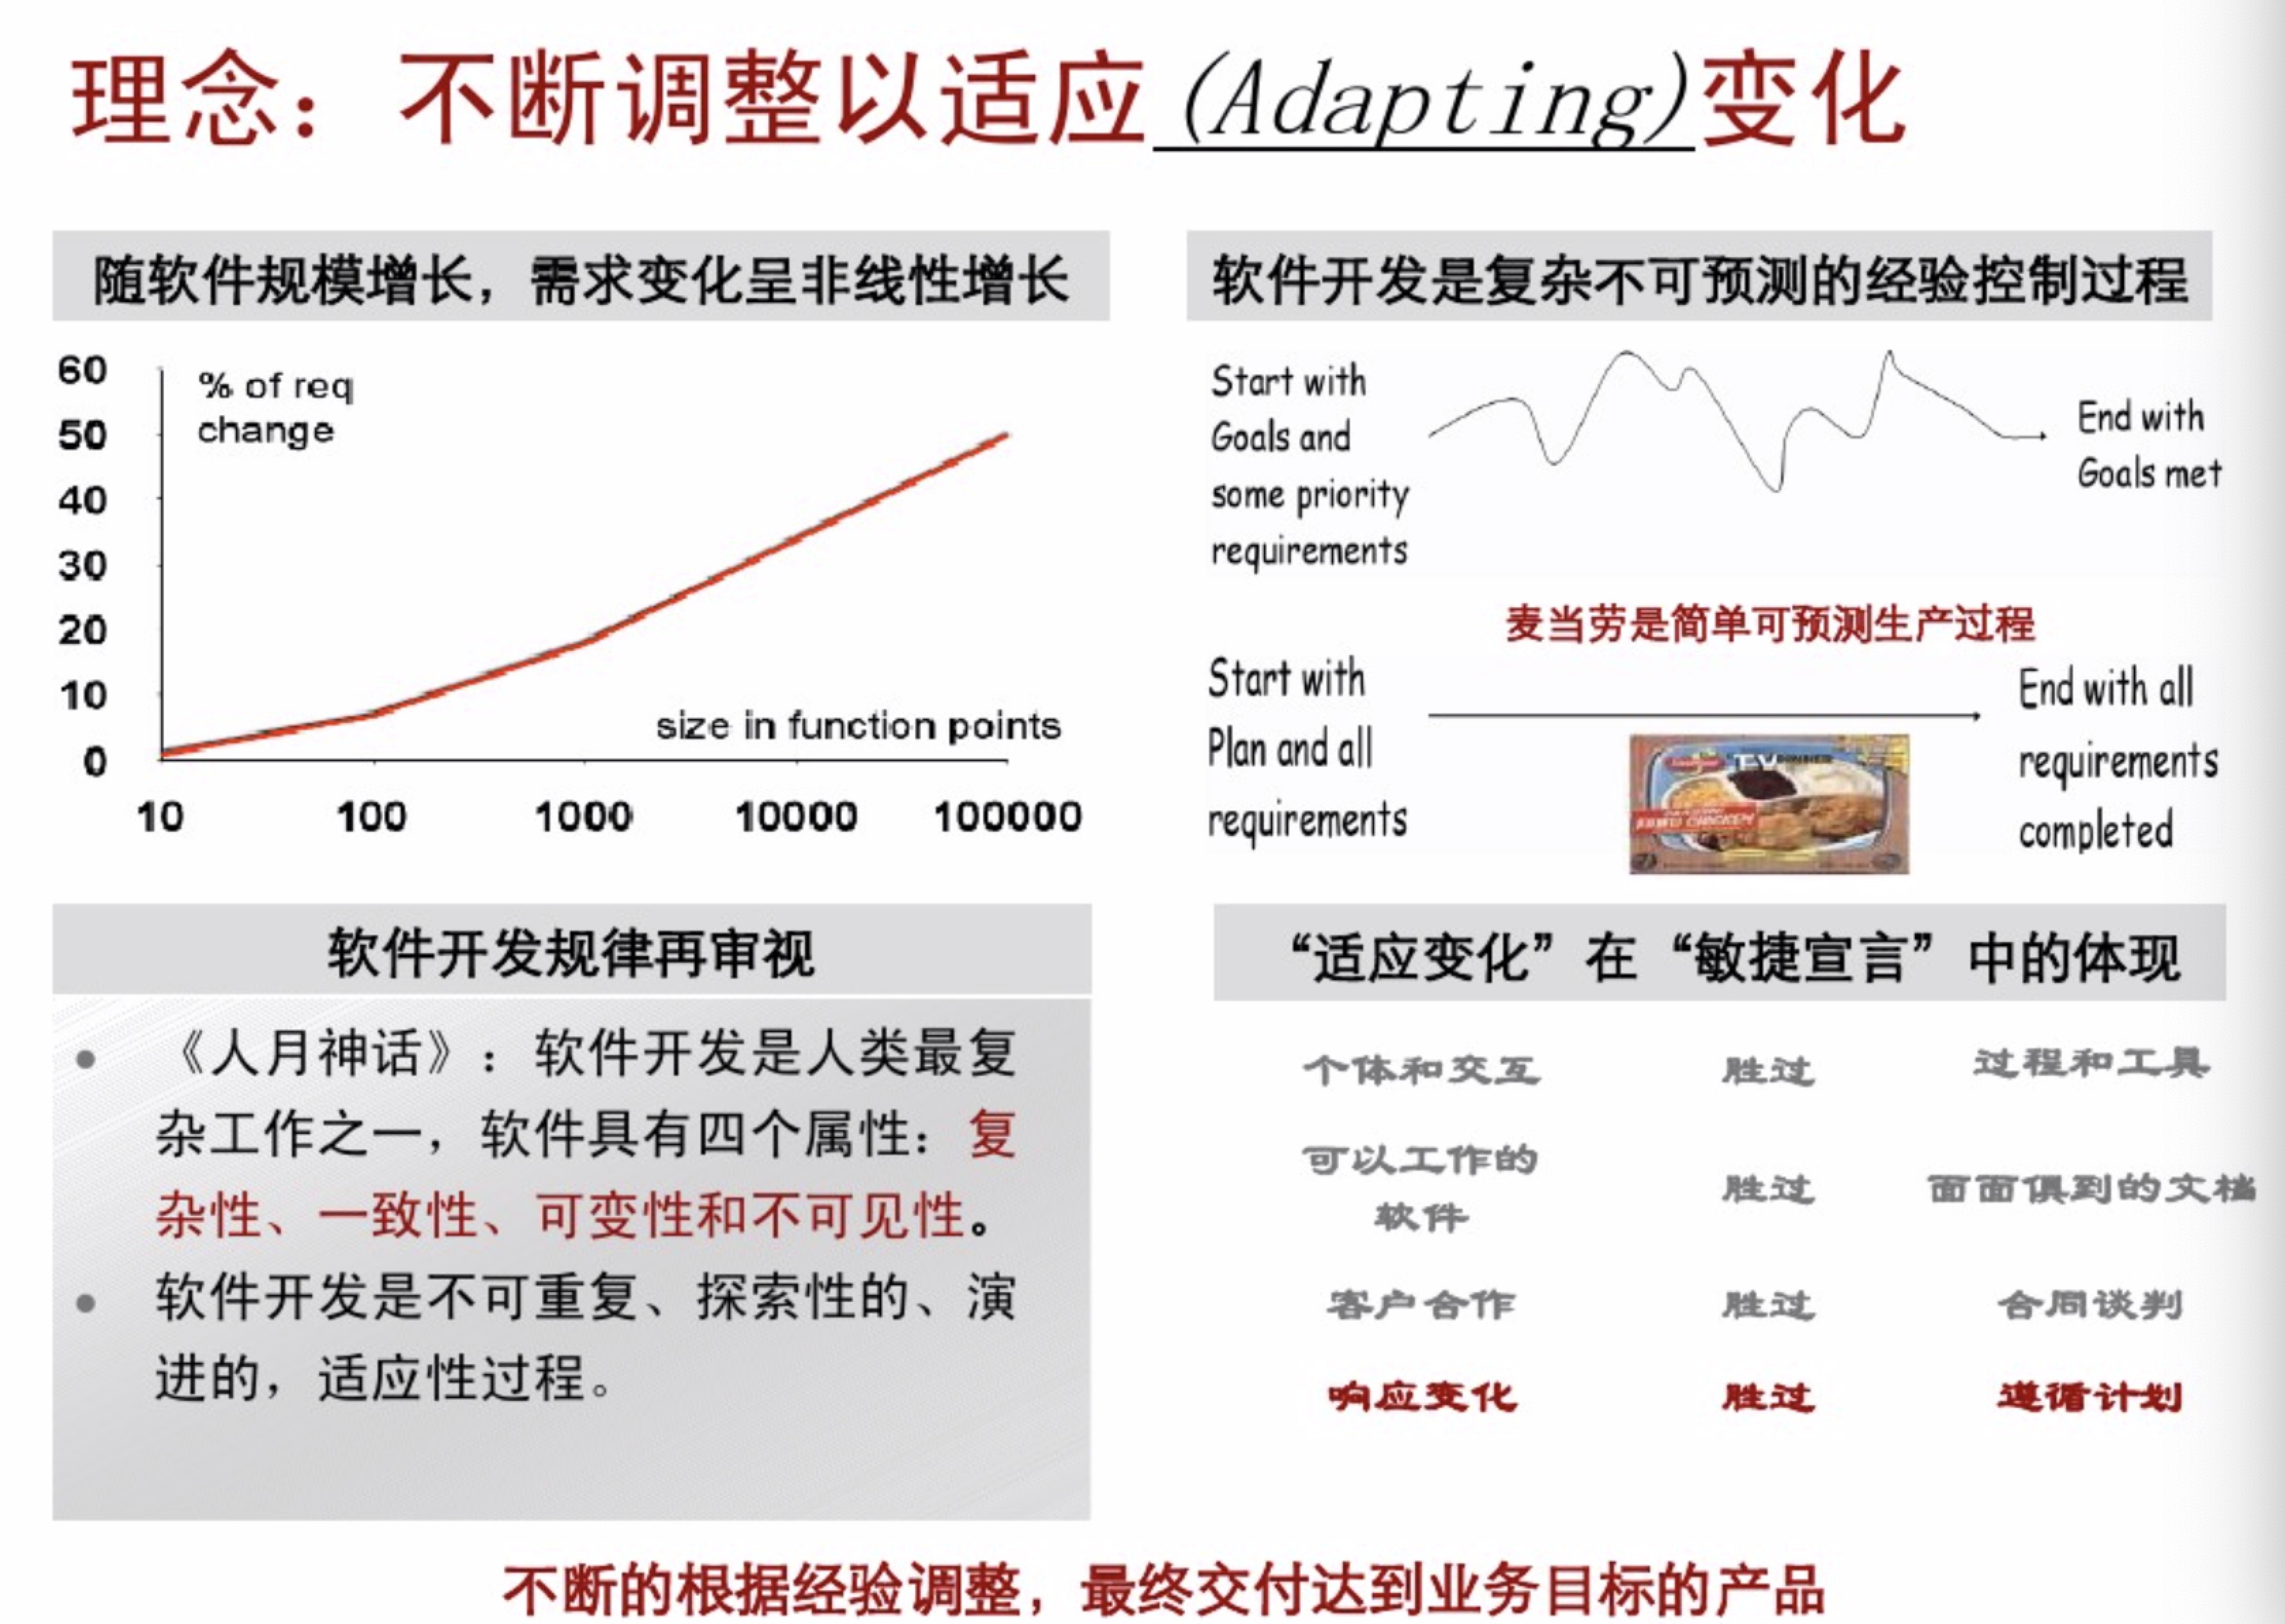 理念：不断调整以适应(Adapting)变化
随软件规模增长，需求变化呈非线性增长
60
50
40
30
20
10
0
% of req
change
size in function points
10 100 1000 10000 100000
软件开发是复杂不可预测的经验控制过程
Start with
Goals and
some priority
requirements
End with
Goals met
麦当劳是简单可预测生产过程
Start with
Plan and all
requirements
End with all
requirements
completed
TV DINNER
CHICKEN
软件开发规律再审视
• 《人月神话》：软件开发是人类最复
杂工作之一，软件具有四个属性：复
杂性、一致性、可变性和不可见性。
• 软件开发是不可重复、探索性的、演
进的，适应性过程。
“适应变化”在“敏捷宣言”中的体现
个体和交互 胜过 过程和工具
可以工作的
软件 胜过 面面俱到的文档
客户合作 胜过 合同谈判
响应变化 胜过 遵循计划
不断的根据经验调整，最终交付达到业务目标的产品